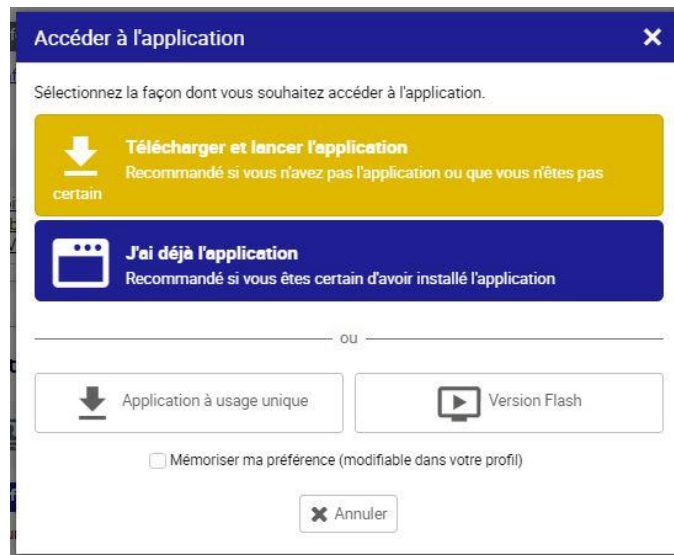 Accéder à l'application
Sélectionnez la façon dont vous souhaitez accéder à l'application.
Télécharger et lancer l'application
Recommandé si vous n'avez pas l'application ou que vous n'êtes pas
certain
J'ai déjà l'application
Recommandé si vous êtes certain d'avoir installé l'application
ou
Application à usage unique
Version Flash
Mémoriser ma préférence (modifiable dans votre profil)
Annuler